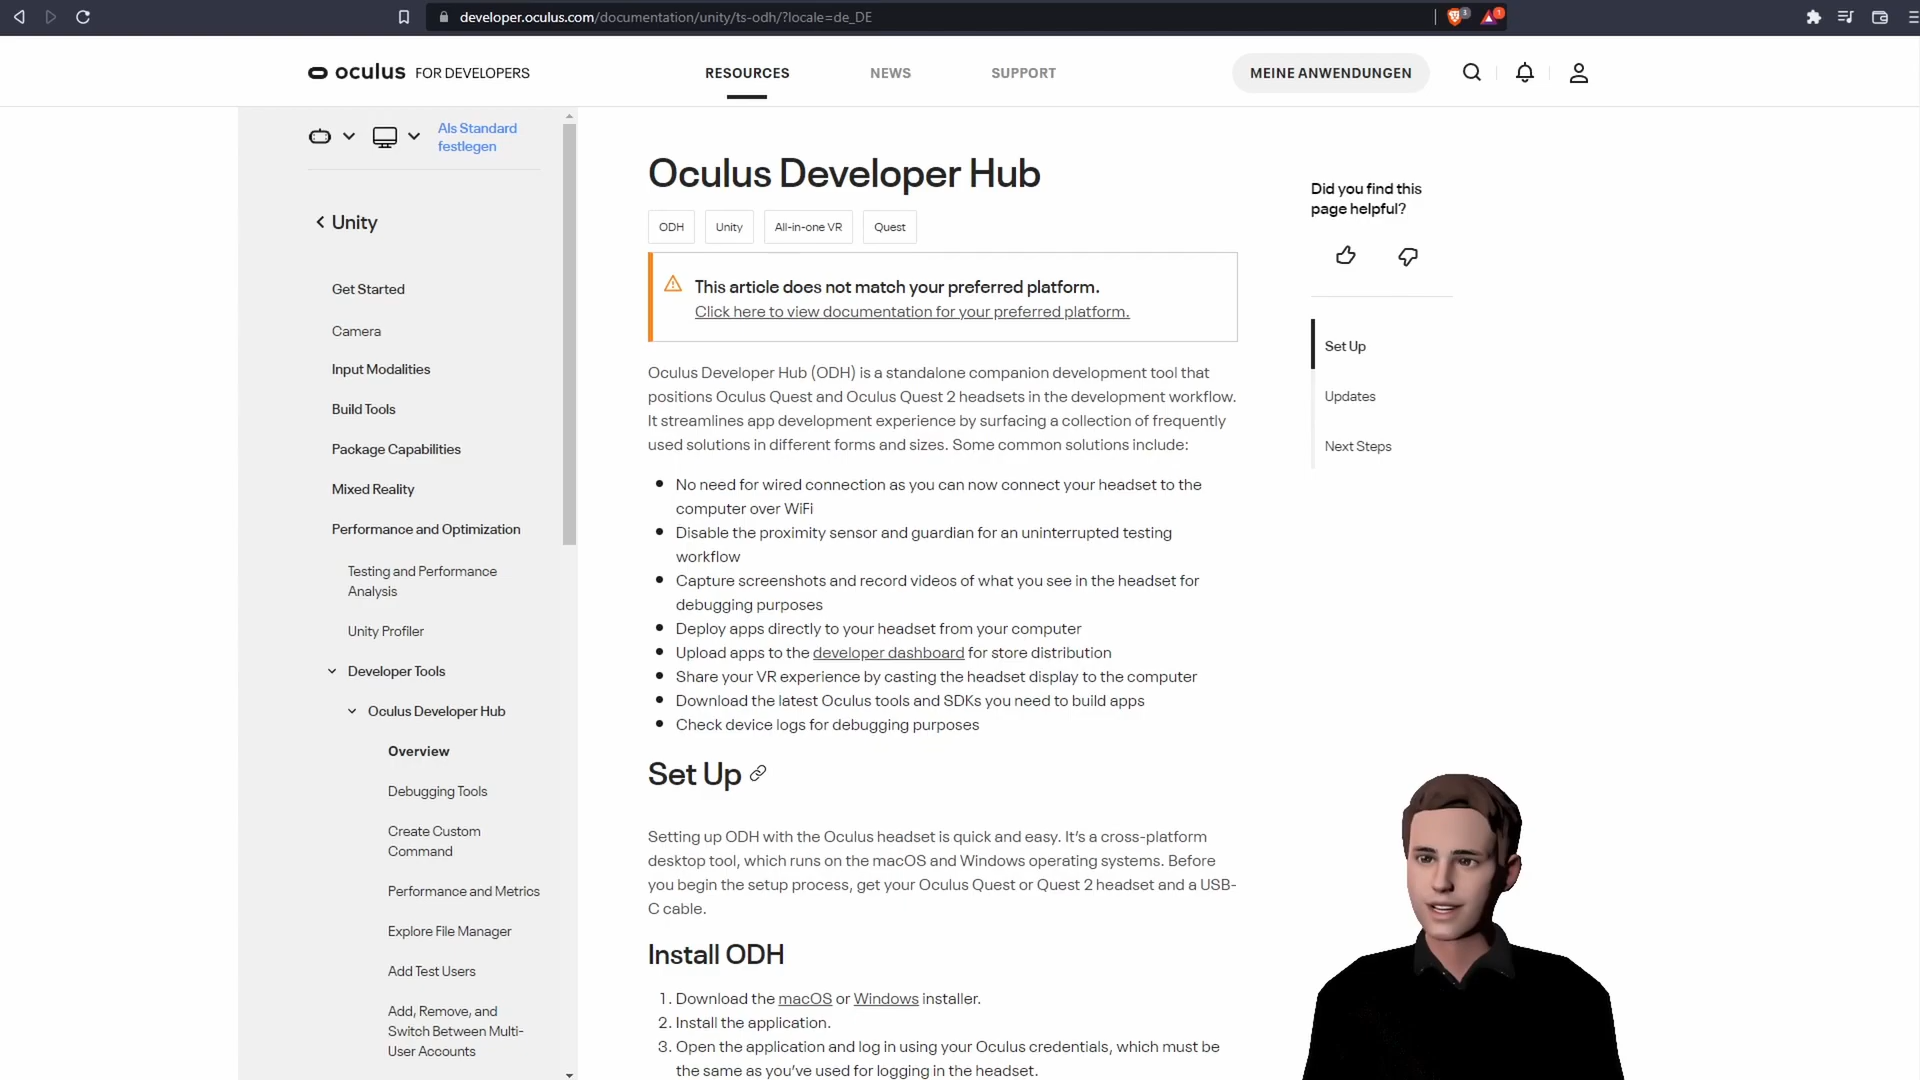 developer.oculus.com/documentation/unity/ts-odh/?locale=de_DE
oculus FOR DEVELOPERS
RESOURCES
NEWS
SUPPORT
MEINE ANWENDUNGEN
Als Standard
festlegen
Unity
Get Started
Camera
Input Modalities
Build Tools
Package Capabilities
Mixed Reality
Performance and Optimization
Testing and Performance
Analysis
Unity Profiler
Developer Tools
Oculus Developer Hub
Overview
Debugging Tools
Create Custom
Command
Performance and Metrics
Explore File Manager
Add Test Users
Add, Remove, and
Switch Between Multi-
User Accounts
Oculus Developer Hub
ODH
Unity
All-in-one VR
Quest
This article does not match your preferred platform.
Click here to view documentation for your preferred platform.
Oculus Developer Hub (ODH) is a standalone companion development tool that
positions Oculus Quest and Oculus Quest 2 headsets in the development workflow.
It streamlines app development experience by surfacing a collection of frequently
used solutions in different forms and sizes. Some common solutions include:
No need for wired connection as you can now connect your headset to the
computer over WiFi
Disable the proximity sensor and guardian for an uninterrupted testing
workflow
Capture screenshots and record videos of what you see in the headset for
debugging purposes
Deploy apps directly to your headset from your computer
Upload apps to the developer dashboard for store distribution
Share your VR experience by casting the headset display to the computer
Download the latest Oculus tools and SDKs you need to build apps
Check device logs for debugging purposes
Set Up
Setting up ODH with the Oculus headset is quick and easy. It's a cross-platform
desktop tool, which runs on the macOS and Windows operating systems. Before
you begin the setup process, get your Oculus Quest or Quest 2 headset and a USB-
C cable.
Install ODH
1. Download the macOS or Windows installer.
2. Install the application.
3. Open the application and log in using your Oculus credentials, which must be
the same as you've used for logging in the headset.
Did you find this
page helpful?
Set Up
Updates
Next Steps